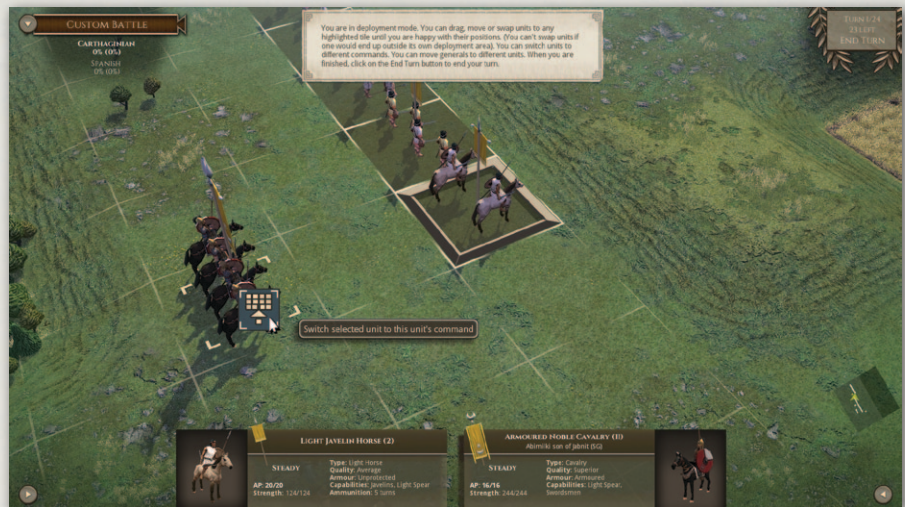 CUSTOM BATTLE
CARTHAGINIAN
0% (0%)
SPANISH
0% (0%)
You are in deployment mode. You can drag, move or swap units to any
highlighted tile until you are happy with their positions. (You can't swap units if
one would end up outside its own deployment area). You can switch units to
different commands. You can move generals to different units. When you are
finished, click on the End Turn button to end your turn.
TURN 1/24
END TURN
Switch selected unit to this unit's command
LIGHT JAVELIN HORSE (2)
STEADY
AP: 20/20
Strength: 124/124
Type: Light Horse
Quality: Average
Armour: Unprotected
Capabilities: Javelins, Light Spear
Ammunition: 5 turns
ARMOURED NOBLE CAVALRY (11)
STEADY
AP: 16/16
Strength: 244/244
Type: Cavalry
Quality: Superior
Armour: Armoured
Capabilities: Light Spear,
Swordsmen